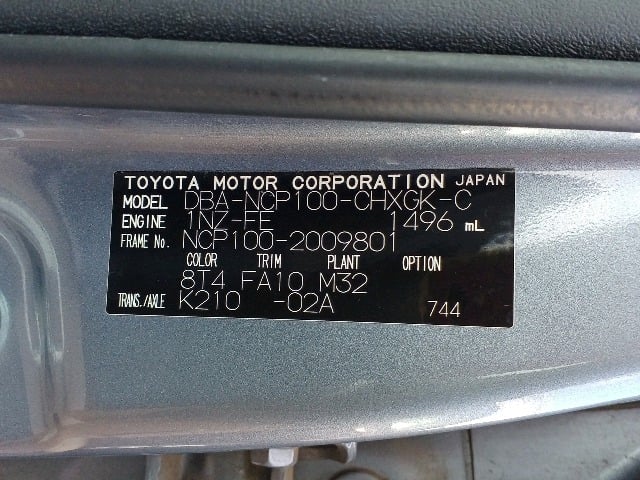 TOYOTA MOTOR CORPORATION JAPAN
MODEL DBA-NCP100-CHXGK-C
ENGINE 1NZ-FE 1496 mL
FRAME No. NCP100-2009801
COLOR TRIM PLANT OPTION
8T4 FA10 M32
TRANS./AXLE K210 -02A 744